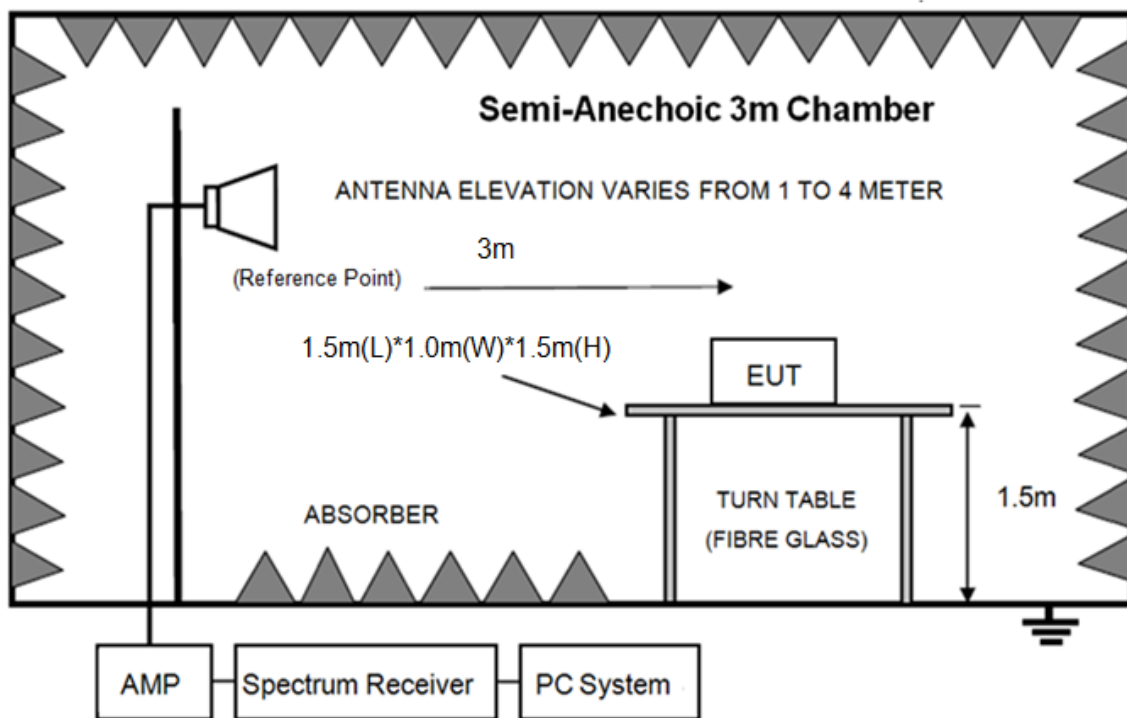 Semi-Anechoic 3m Chamber
ANTENNA ELEVATION VARIES FROM 1 TO 4 METER
3m
(Reference Point)
1.5m(L)*1.0m(W)*1.5m(H)
EUT
TURN TABLE
(FIBRE GLASS)
1.5m
ABSORBER
AMP
Spectrum Receiver
PC System